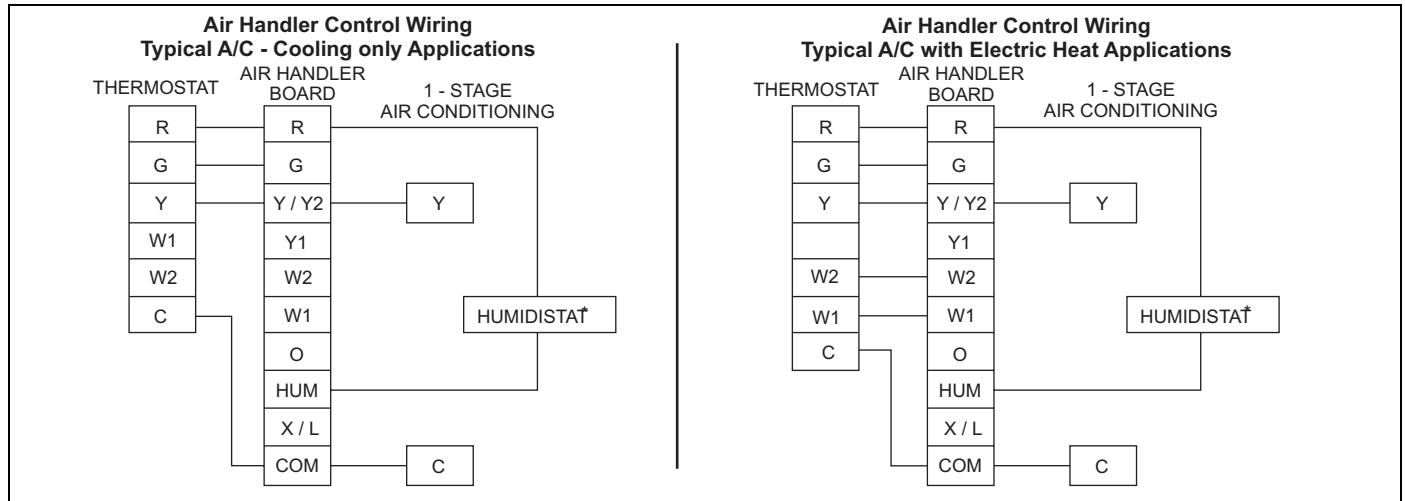 Air Handler Control Wiring
Typical A/C - Cooling only Applications
THERMOSTAT
AIR HANDLER
BOARD
1 - STAGE
AIR CONDITIONING
R
G
Y
W1
W2
C
R
G
Y / Y2
Y1
W2
W1
O
HUM
X / L
COM
Y
HUMIDISTAT*
C
Air Handler Control Wiring
Typical A/C with Electric Heat Applications
THERMOSTAT
AIR HANDLER
BOARD
1 - STAGE
AIR CONDITIONING
R
G
Y
W2
W1
C
R
G
Y / Y2
Y1
W2
W1
O
HUM
X / L
COM
Y
HUMIDISTAT*
C